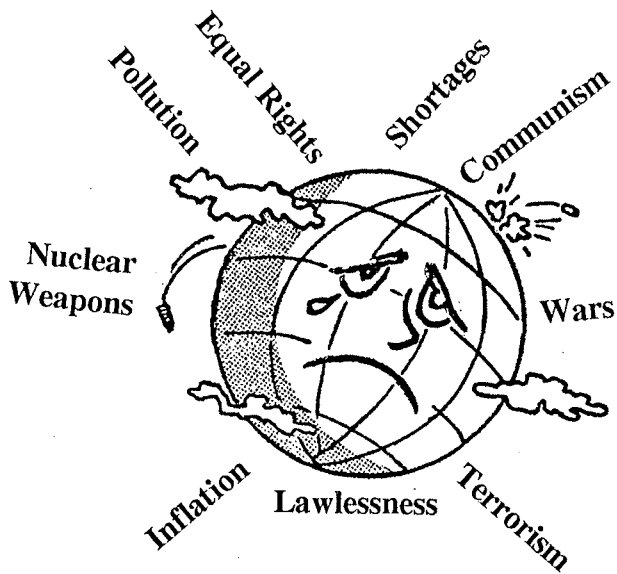 Pollution
Equal Rights
Shortages
Communism
Nuclear
Weapons
Wars
Inflation
Lawlessness
Terrorism